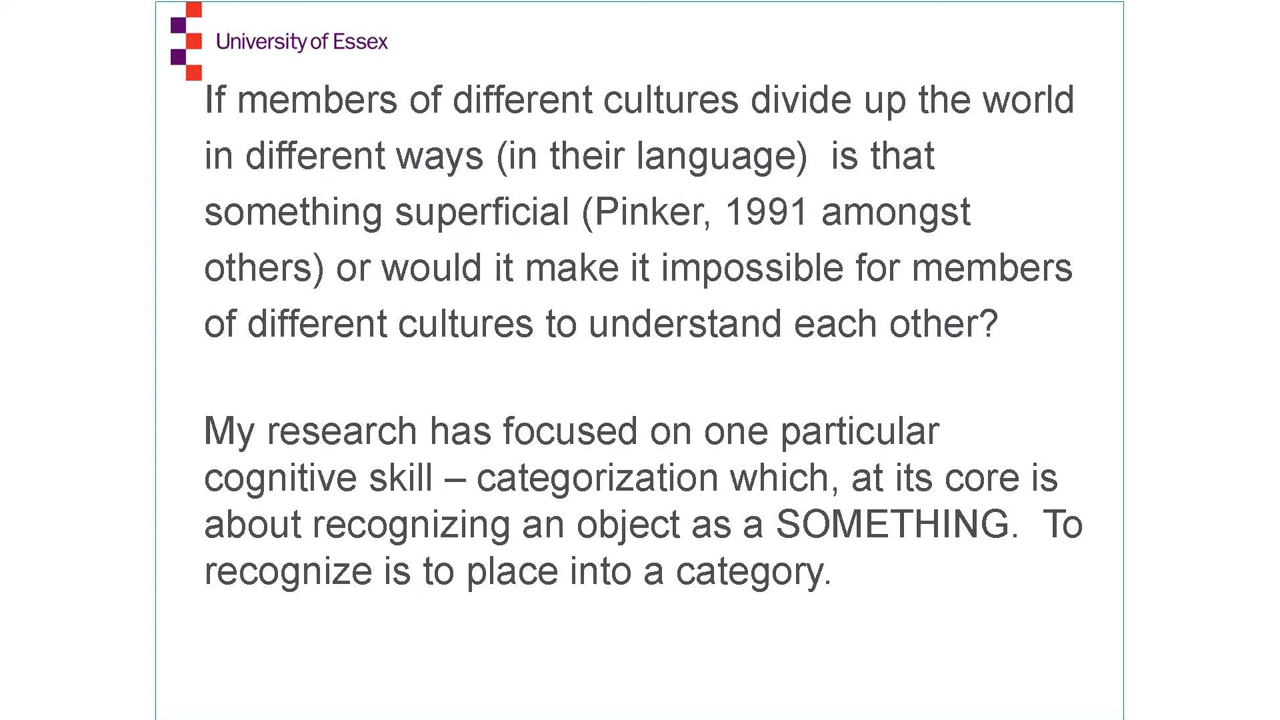 University of Essex
If members of different cultures divide up the world
in different ways (in their language)  is that
something superficial (Pinker, 1991 amongst
others) or would it make it impossible for members
of different cultures to understand each other?
My research has focused on one particular
cognitive skill – categorization which, at its core is
about recognizing an object as a SOMETHING.  To
recognize is to place into a category.